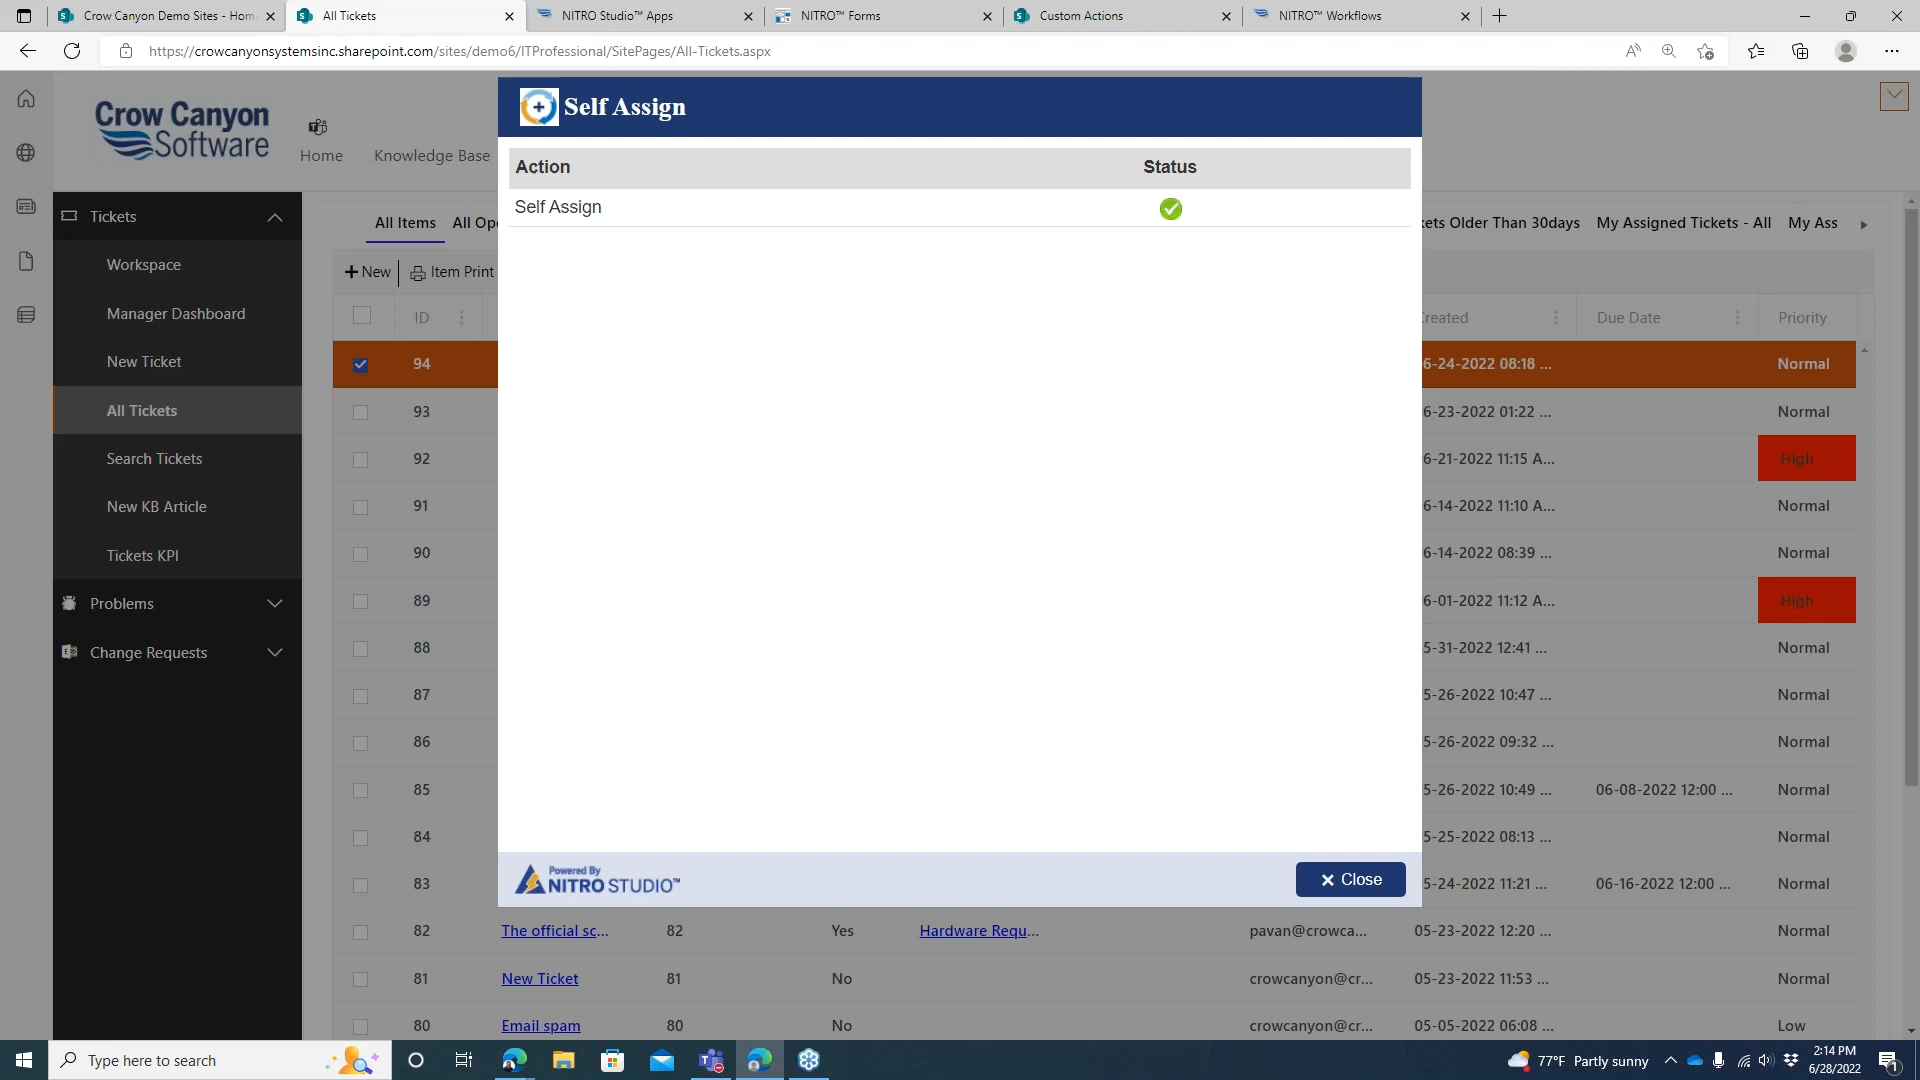 Crow Canyon Demo Sites - Hom
All Tickets
NITRO Studio™ Apps
NITRO™ Forms
Custom Actions
NITRO™ Workflows
https://crowcanyonsystemsinc.sharepoint.com/sites/demo6/ITProfessional/SitePages/All-Tickets.aspx
Crow Canyon
Software
Home
Knowledge Base
Self Assign
Action
Status
Self Assign
Tickets
Workspace
Manager Dashboard
New Ticket
All Tickets
Search Tickets
New KB Article
Tickets KPI
Problems
Change Requests
All Items
All Ope
kets Older Than 30days
My Assigned Tickets - All
My Ass
New
Item Print
ID
Created
Due Date
Priority
94
6-24-2022 08:18 ...
Normal
93
6-23-2022 01:22 ...
Normal
92
6-21-2022 11:15 A...
High
91
6-14-2022 11:10 A...
Normal
90
6-14-2022 08:39 ...
Normal
89
6-01-2022 11:12 A...
High
88
5-31-2022 12:41 ...
Normal
87
5-26-2022 10:47 ...
Normal
86
5-26-2022 09:32 ...
Normal
85
5-26-2022 10:49 ...
06-08-2022 12:00 ...
Normal
84
5-25-2022 08:13 ...
Normal
83
5-24-2022 11:21 ...
06-16-2022 12:00 ...
Normal
Powered By
NITRO STUDIO™
Close
82
The official sc...
82
Yes
Hardware Requ...
pavan@crowca...
05-23-2022 12:20 ...
Normal
81
New Ticket
81
No
crowcanyon@cr...
05-23-2022 11:53 ...
Normal
80
Email spam
80
No
crowcanyon@cr...
05-05-2022 06:08 ...
Low
Type here to search
77°F Partly sunny
2:14 PM
6/28/2022
1